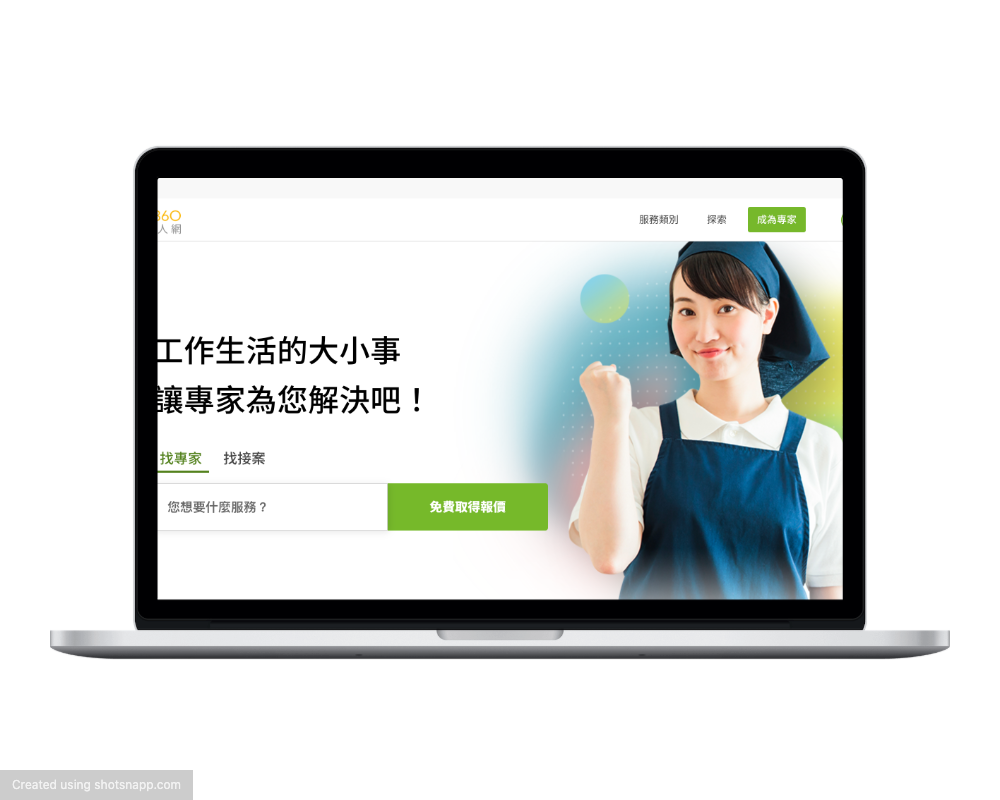 360
人網
服務類別
探索
成為專家
工作生活的大小事
讓專家為您解決吧！
找專家
找接案
您想要什麼服務？
免費取得報價
Created using shotsnapp.com